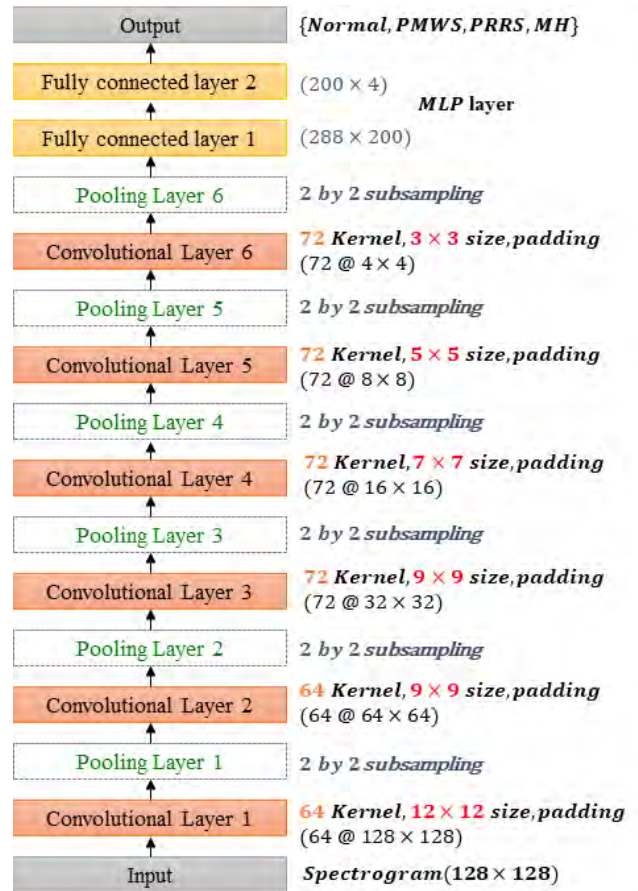 Output {Normal, PMWS, PRRS, MH}
Fully connected layer 2 (200 × 4)
MLP layer
Fully connected layer 1 (288 × 200)
Pooling Layer 6 2 by 2 subsampling
Convolutional Layer 6 72 Kernel, 3 × 3 size, padding
(72 @ 4 × 4)
Pooling Layer 5 2 by 2 subsampling
Convolutional Layer 5 72 Kernel, 5 × 5 size, padding
(72 @ 8 × 8)
Pooling Layer 4 2 by 2 subsampling
Convolutional Layer 4 72 Kernel, 7 × 7 size, padding
(72 @ 16 × 16)
Pooling Layer 3 2 by 2 subsampling
Convolutional Layer 3 72 Kernel, 9 × 9 size, padding
(72 @ 32 × 32)
Pooling Layer 2 2 by 2 subsampling
Convolutional Layer 2 64 Kernel, 9 × 9 size, padding
(64 @ 64 × 64)
Pooling Layer 1 2 by 2 subsampling
Convolutional Layer 1 64 Kernel, 12 × 12 size, padding
(64 @ 128 × 128)
Input Spectrogram(128 × 128)